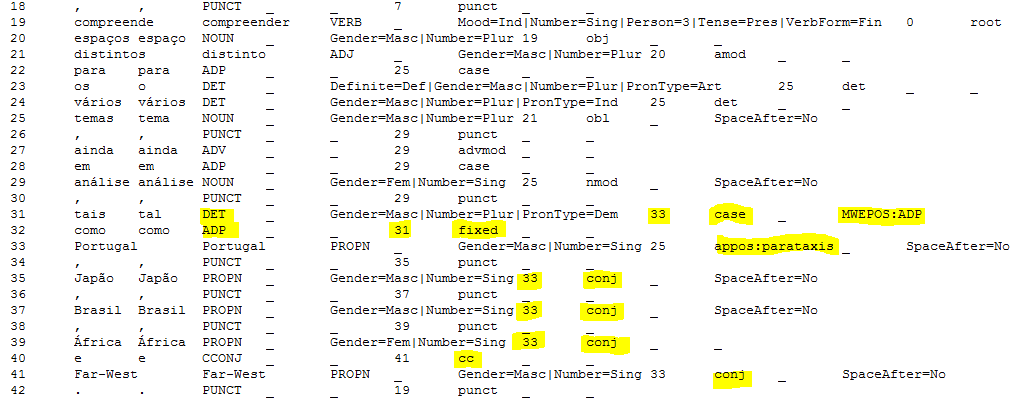 18 , , PUNCT _ _ 7 punct _ _
19 compreende compreender VERB _ Mood=Ind|Number=Sing|Person=3|Tense=Pres|VerbForm=Fin 0 root
20 espaços espaço NOUN _ Gender=Masc|Number=Plur 19 obj _ _
21 distintos distinto ADJ _ Gender=Masc|Number=Plur 20 amod _ _
22 para para ADP _ _ 25 case _ _
23 os o DET _ Definite=Def|Gender=Masc|Number=Plur|PronType=Art 25 det _ _
24 vários vários DET _ Gender=Masc|Number=Plur|PronType=Ind 25 det _ _
25 temas tema NOUN _ Gender=Masc|Number=Plur 21 obl _ SpaceAfter=No
26 , , PUNCT _ _ 29 punct _ _
27 ainda ainda ADV _ _ 29 advmod _ _
28 em em ADP _ _ 29 case _ _
29 análise análise NOUN _ Gender=Fem|Number=Sing 25 nmod _ SpaceAfter=No
30 , , PUNCT _ _ 29 punct _ _
31 tais tal DET _ Gender=Masc|Number=Plur|PronType=Dem 33 case _ MWEPOS:ADP
32 como como ADP _ _ 31 fixed _ _
33 Portugal Portugal PROPN _ Gender=Masc|Number=Sing 25 appos:parataxis _ SpaceAfter=No
34 , , PUNCT _ _ 35 punct _ _
35 Japão Japão PROPN _ Gender=Masc|Number=Sing 33 conj _ SpaceAfter=No
36 , , PUNCT _ _ 37 punct _ _
37 Brasil Brasil PROPN _ Gender=Masc|Number=Sing 33 conj _ SpaceAfter=No
38 , , PUNCT _ _ 39 punct _ _
39 África África PROPN _ Gender=Fem|Number=Sing 33 conj _ _
40 e e CCONJ _ _ 41 cc _ _
41 Far-West Far-West PROPN _ Gender=Masc|Number=Sing 33 conj _ SpaceAfter=No
42 . . PUNCT _ _ 19 punct _ _